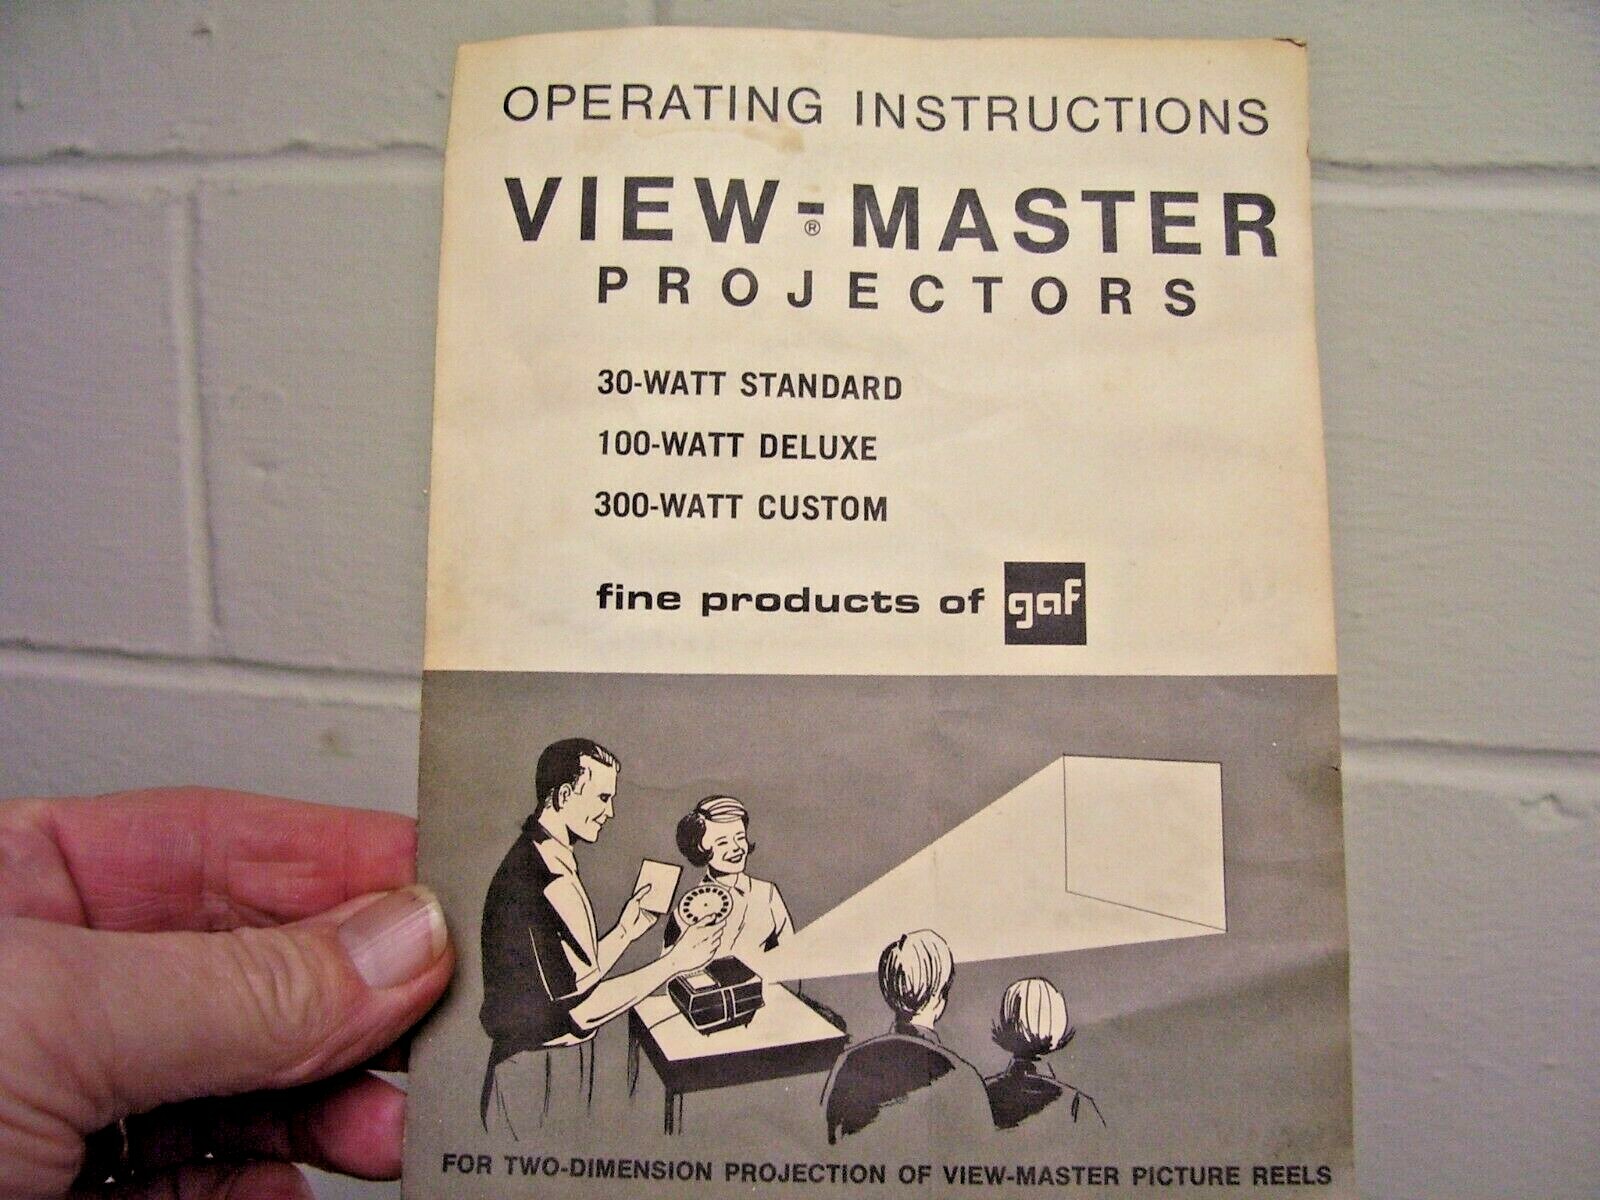 OPERATING INSTRUCTIONS
VIEW-MASTER
®
PROJECTORS
30-WATT STANDARD
100-WATT DELUXE
300-WATT CUSTOM
fine products of gaf
FOR TWO-DIMENSION PROJECTION OF VIEW-MASTER PICTURE REELS